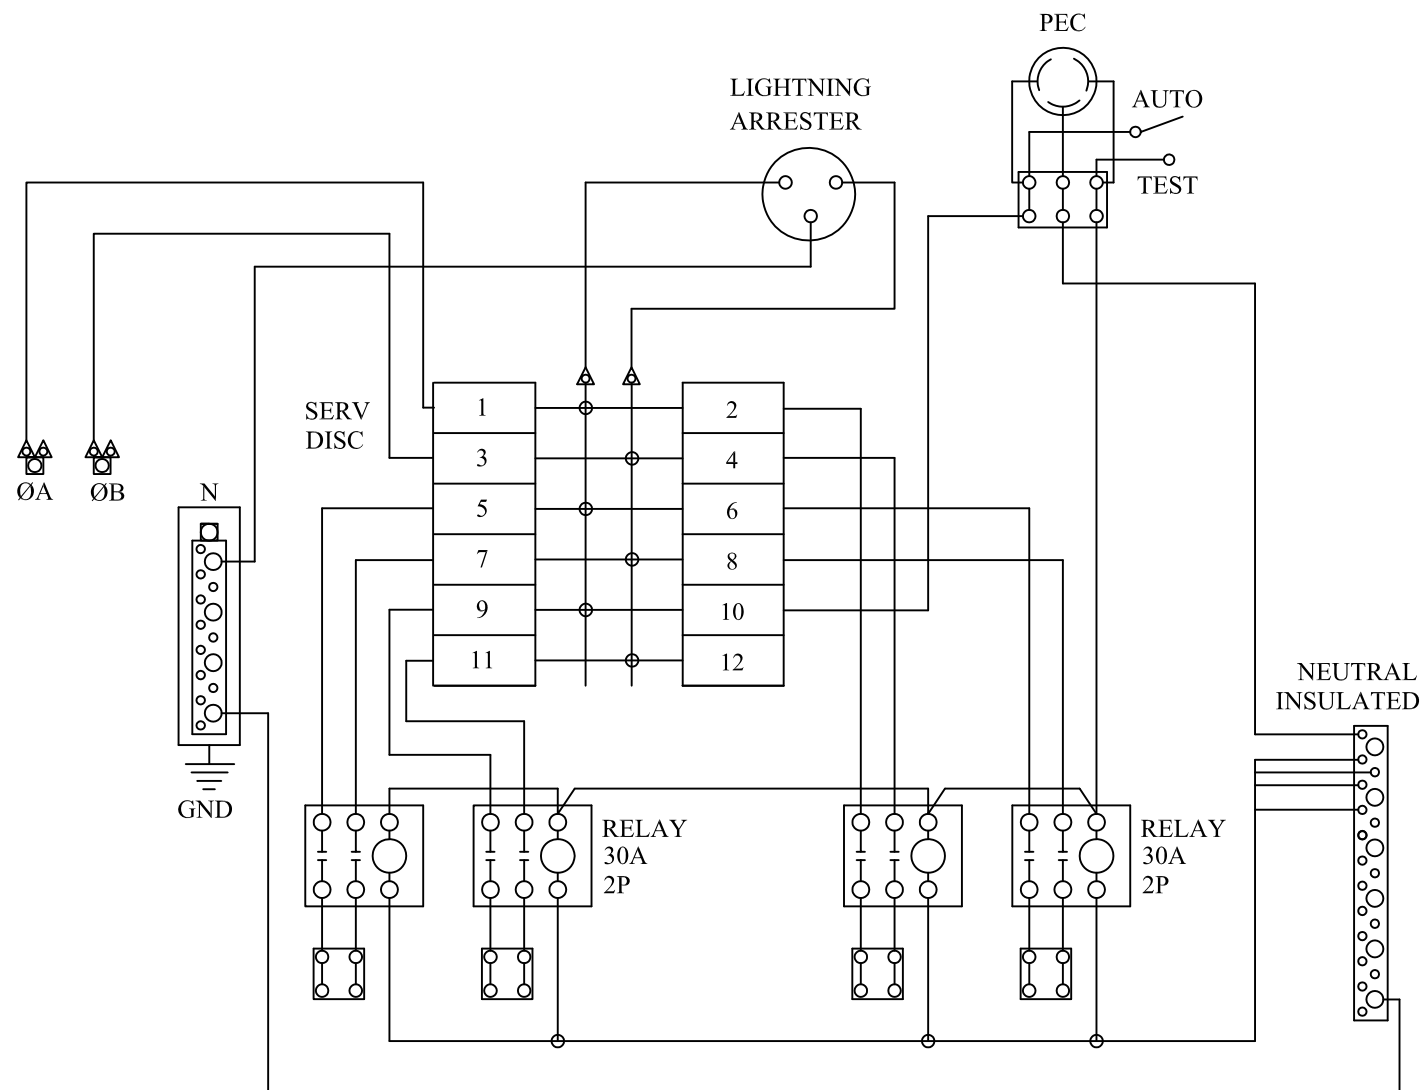 PEC
LIGHTNING
ARRESTER
AUTO
TEST
SERV
DISC
1
2
3
4
5
6
7
8
9
10
11
12
ØA
ØB
N
GND
NEUTRAL
INSULATED
RELAY
30A
2P
RELAY
30A
2P